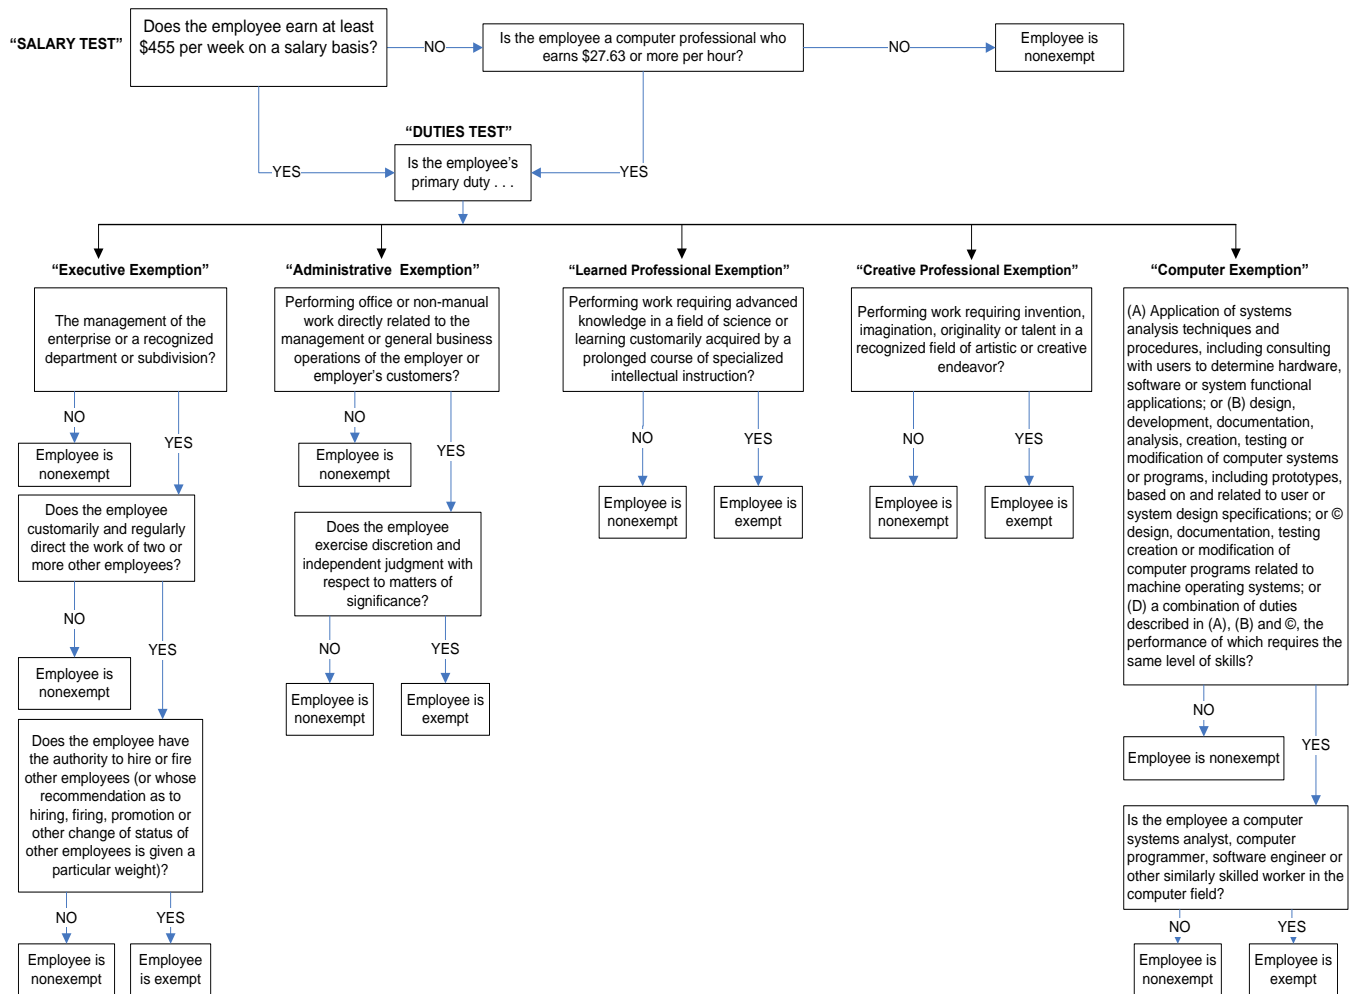 “SALARY TEST”
Does the employee earn at least
$455 per week on a salary basis?
NO
Is the employee a computer professional who
earns $27.63 or more per hour?
NO
Employee is
nonexempt
“DUTIES TEST”
YES
Is the employee’s
primary duty . . .
YES
“Executive Exemption”
“Administrative Exemption”
“Learned Professional Exemption”
“Creative Professional Exemption”
“Computer Exemption”
The management of the
enterprise or a recognized
department or subdivision?
NO
YES
Employee is
nonexempt
Does the employee
customarily and regularly
direct the work of two or
more other employees?
NO
YES
Employee is
nonexempt
Does the employee have
the authority to hire or fire
other employees (or whose
recommendation as to
hiring, firing, promotion or
other change of status of
other employees is given a
particular weight)?
NO
YES
Employee is
nonexempt
Employee
is exempt
Performing office or non-manual
work directly related to the
management or general business
operations of the employer or
employer’s customers?
NO
YES
Employee is
nonexempt
Does the employee
exercise discretion and
independent judgment with
respect to matters of
significance?
NO
YES
Employee is
nonexempt
Employee is
exempt
Performing work requiring advanced
knowledge in a field of science or
learning customarily acquired by a
prolonged course of specialized
intellectual instruction?
NO
YES
Employee is
nonexempt
Employee is
exempt
Performing work requiring invention,
imagination, originality or talent in a
recognized field of artistic or creative
endeavor?
NO
YES
Employee is
nonexempt
Employee is
exempt
(A) Application of systems
analysis techniques and
procedures, including consulting
with users to determine hardware,
software or system functional
applications; or (B) design,
development, documentation,
analysis, creation, testing or
modification of computer systems
or programs, including prototypes,
based on and related to user or
system design specifications; or ©
design, documentation, testing
creation or modification of
computer programs related to
machine operating systems; or
(D) a combination of duties
described in (A), (B) and ©, the
performance of which requires the
same level of skills?
NO
YES
Employee is nonexempt
Is the employee a computer
systems analyst, computer
programmer, software engineer or
other similarly skilled worker in the
computer field?
NO
YES
Employee is
nonexempt
Employee is
exempt